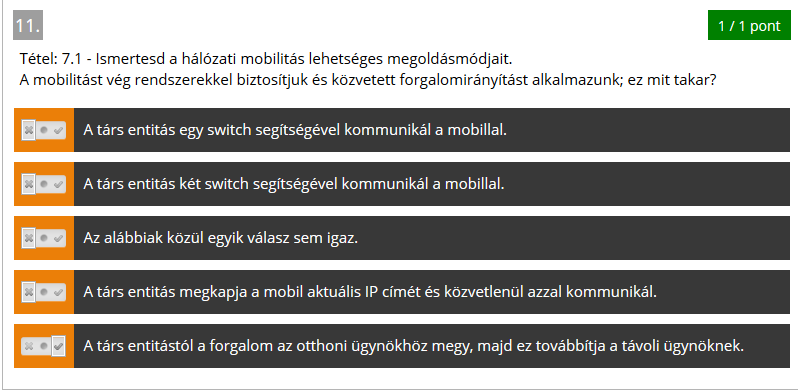 11.
1 / 1 pont
Tétel: 7.1 - Ismertesd a hálózati mobilitás lehetséges megoldásmódjait.
A mobilitást vég rendszerekkel biztosítjuk és közvetett forgalomirányítást alkalmazunk; ez mit takar?
A társ entitás egy switch segítségével kommunikál a mobillal.
A társ entitás két switch segítségével kommunikál a mobillal.
Az alábbiak közül egyik válasz sem igaz.
A társ entitás megkapja a mobil aktuális IP címét és közvetlenül azzal kommunikál.
A társ entitástól a forgalom az otthoni ügynökhöz megy, majd ez továbbítja a távoli ügynöknek.